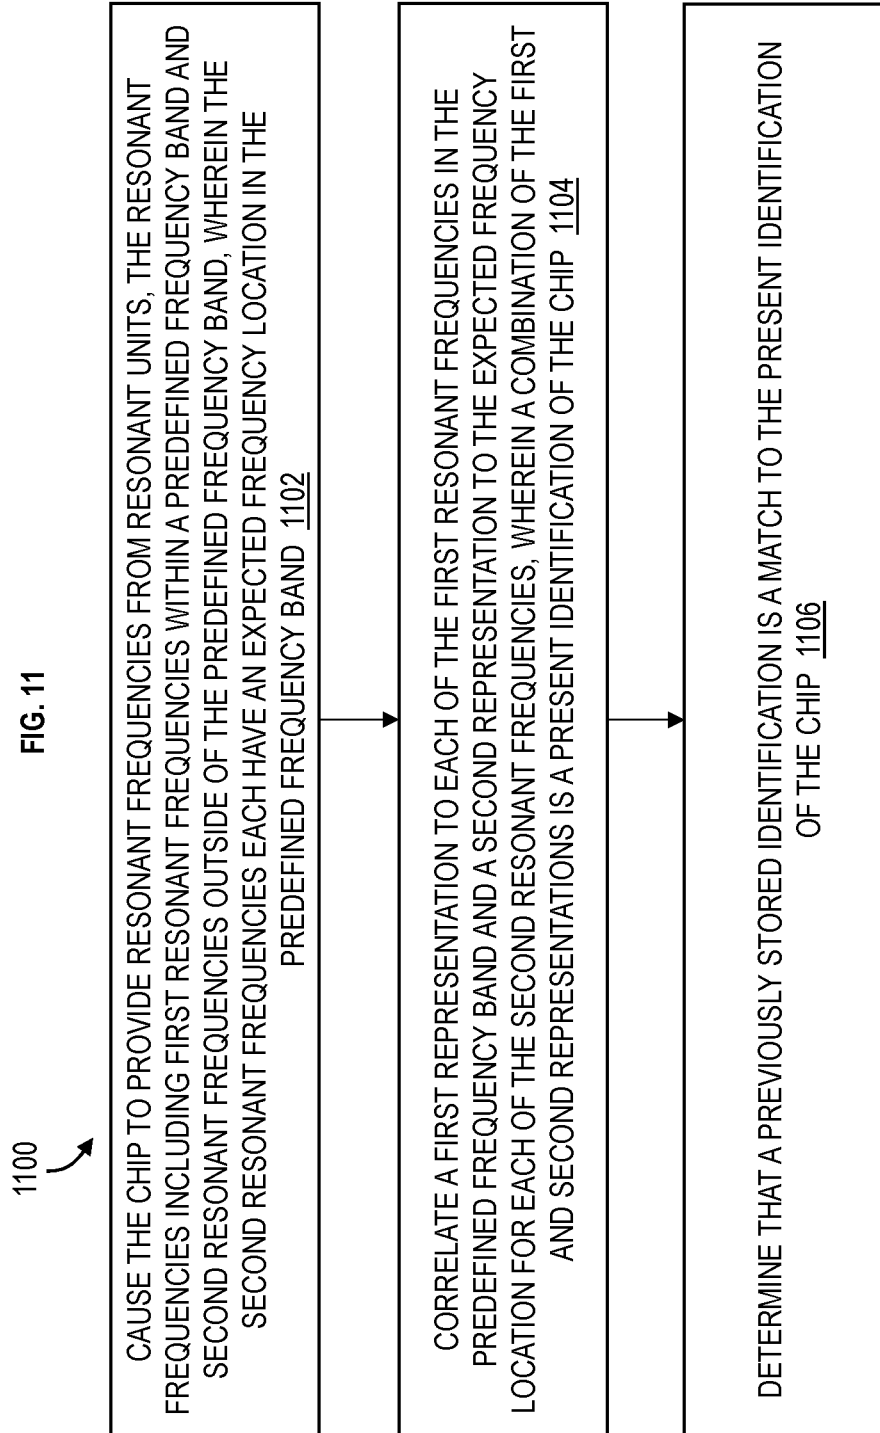 FIG. 11
1100
CAUSE THE CHIP TO PROVIDE RESONANT FREQUENCIES FROM RESONANT UNITS, THE RESONANT
FREQUENCIES INCLUDING FIRST RESONANT FREQUENCIES WITHIN A PREDEFINED FREQUENCY BAND AND
SECOND RESONANT FREQUENCIES OUTSIDE OF THE PREDEFINED FREQUENCY BAND, WHEREIN THE
SECOND RESONANT FREQUENCIES EACH HAVE AN EXPECTED FREQUENCY LOCATION IN THE
PREDEFINED FREQUENCY BAND 1102
CORRELATE A FIRST REPRESENTATION TO EACH OF THE FIRST RESONANT FREQUENCIES IN THE
PREDEFINED FREQUENCY BAND AND A SECOND REPRESENTATION TO THE EXPECTED FREQUENCY
LOCATION FOR EACH OF THE SECOND RESONANT FREQUENCIES, WHEREIN A COMBINATION OF THE FIRST
AND SECOND REPRESENTATIONS IS A PRESENT IDENTIFICATION OF THE CHIP 1104
DETERMINE THAT A PREVIOUSLY STORED IDENTIFICATION IS A MATCH TO THE PRESENT IDENTIFICATION
OF THE CHIP 1106